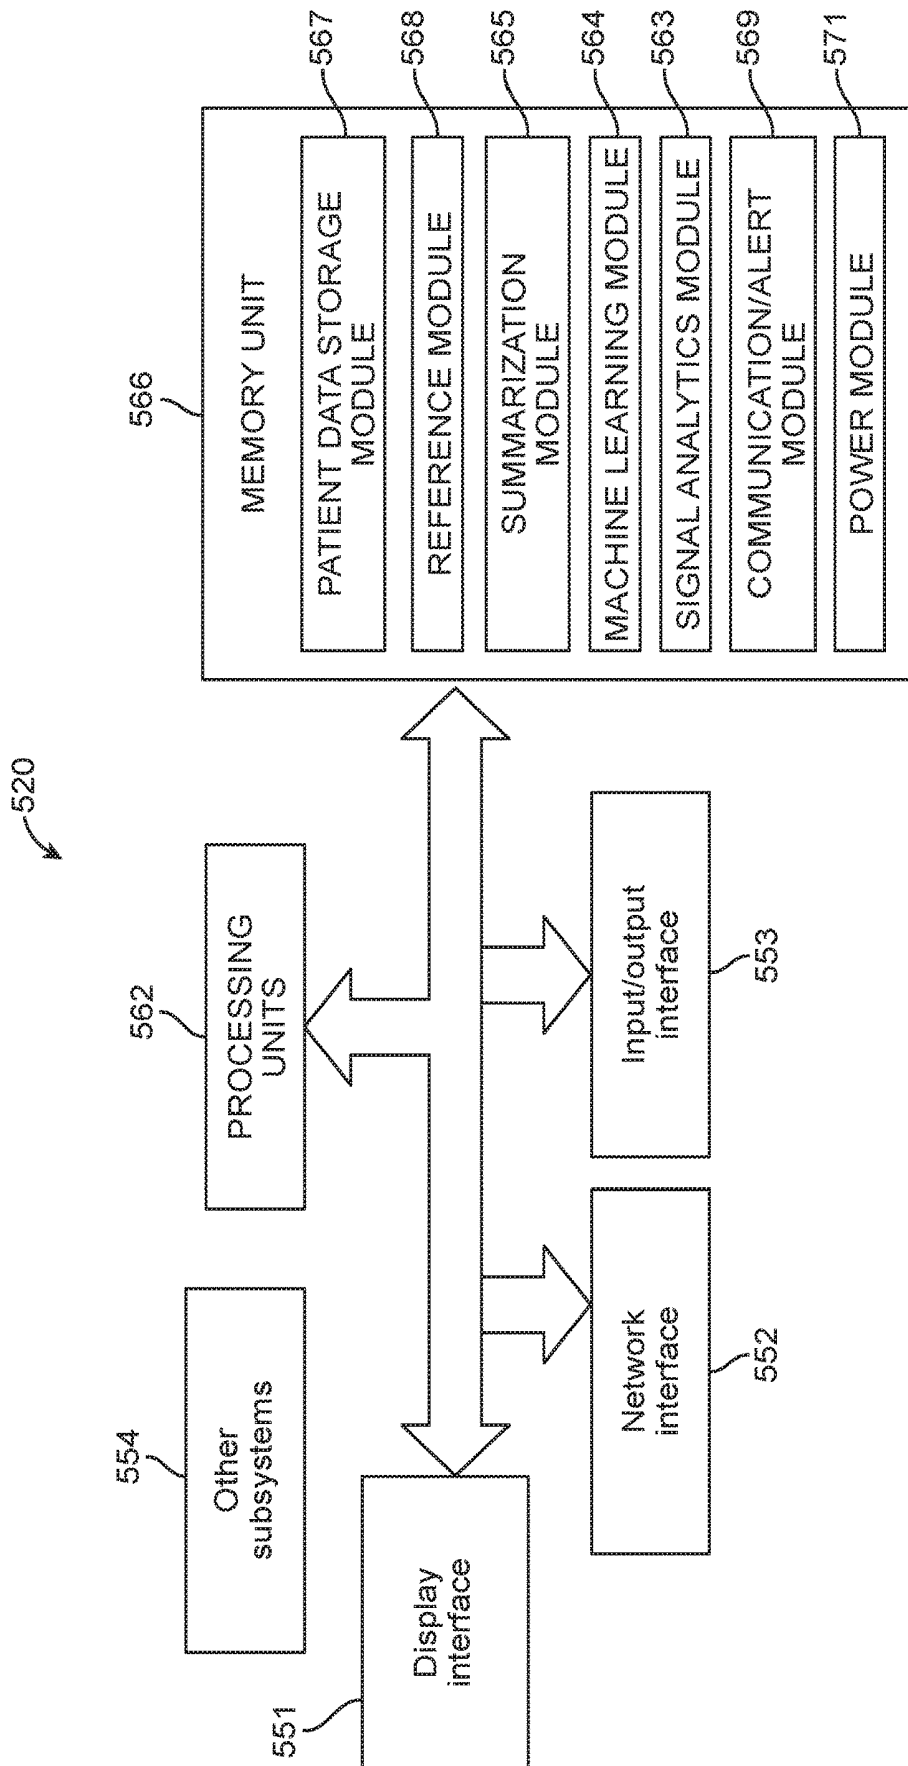 520
566
MEMORY UNIT
PATIENT DATA STORAGE
MODULE
567
REFERENCE MODULE
568
SUMMARIZATION
MODULE
565
MACHINE LEARNING MODULE
564
SIGNAL ANALYTICS MODULE
563
COMMUNICATION/ALERT
MODULE
569
POWER MODULE
571
554
Other
subsystems
562
PROCESSING
UNITS
551
Display
interface
Network
interface
552
Input/output
interface
553